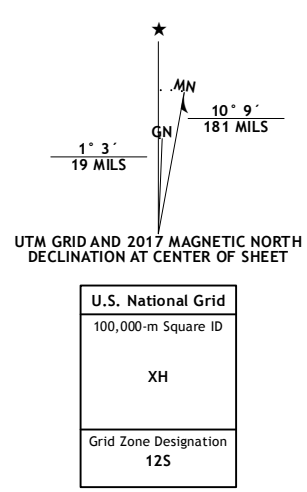 ★
MN
GN
10° 9´
181 MILS
1° 3´
19 MILS
UTM GRID AND 2017 MAGNETIC NORTH
DECLINATION AT CENTER OF SHEET
U.S. National Grid
100,000-m Square ID
XH
Grid Zone Designation
12S